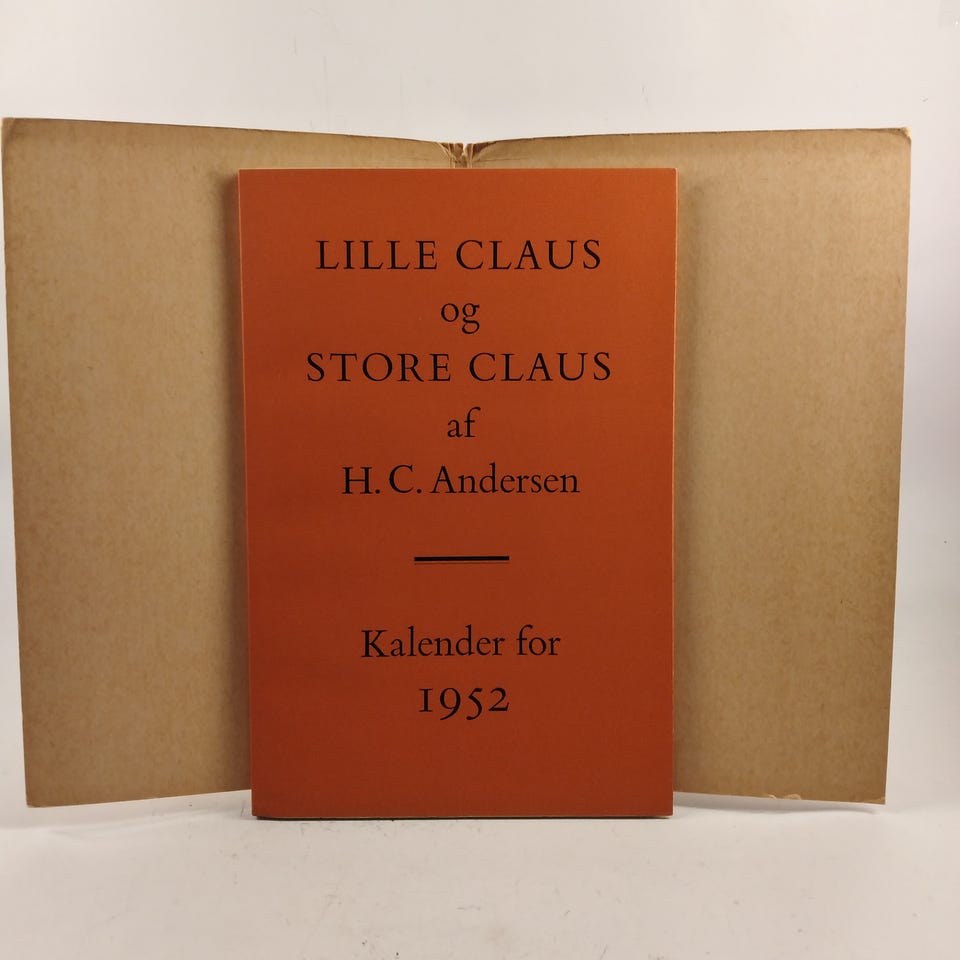 LILLE CLAUS
og
STORE CLAUS
af
H. C. Andersen
Kalender for
1952